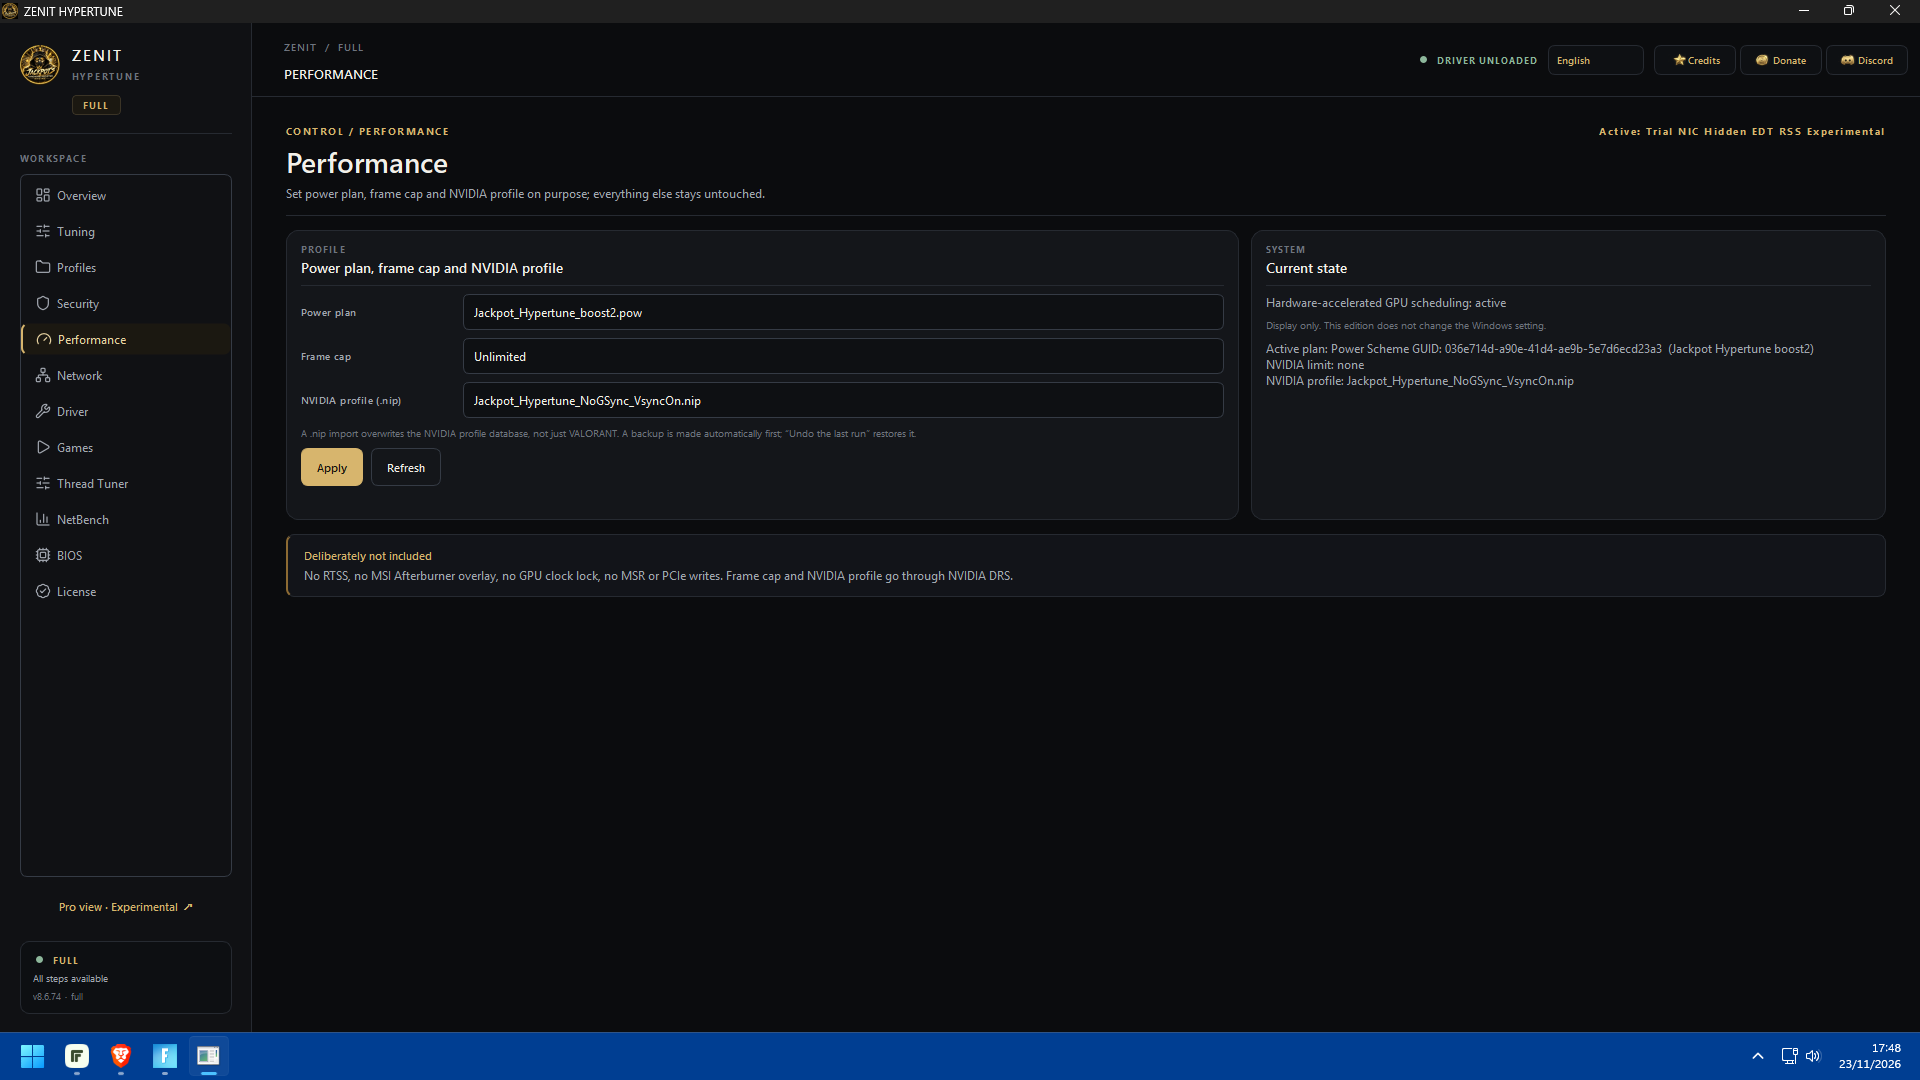 ZENIT HYPERTUNE
ZENIT
HYPERTUNE
FULL
WORKSPACE
Overview
Tuning
Profiles
Security
Performance
Network
Driver
Games
Thread Tuner
NetBench
BIOS
License
Pro view · Experimental ↗
FULL
All steps available
v8.6.74 - full
ZENIT / FULL
PERFORMANCE
DRIVER UNLOADED
English
Credits
Donate
Discord
CONTROL / PERFORMANCE
Active: Trial NIC Hidden EDT RSS Experimental
Performance
Set power plan, frame cap and NVIDIA profile on purpose; everything else stays untouched.
PROFILE
Power plan, frame cap and NVIDIA profile
Power plan
Jackpot_Hypertune_boost2.pow
Frame cap
Unlimited
NVIDIA profile (.nip)
Jackpot_Hypertune_NoGSync_VsyncOn.nip
A .nip import overwrites the NVIDIA profile database, not just VALORANT. A backup is made automatically first; "Undo the last run" restores it.
Apply
Refresh
SYSTEM
Current state
Hardware-accelerated GPU scheduling: active
Display only. This edition does not change the Windows setting.
Active plan: Power Scheme GUID: 036e714d-a90e-41d4-ae9b-5e7d6ecd23a3 (Jackpot Hypertune boost2)
NVIDIA limit: none
NVIDIA profile: Jackpot_Hypertune_NoGSync_VsyncOn.nip
Deliberately not included
No RTSS, no MSI Afterburner overlay, no GPU clock lock, no MSR or PCIe writes. Frame cap and NVIDIA profile go through NVIDIA DRS.
17:48
23/11/2026